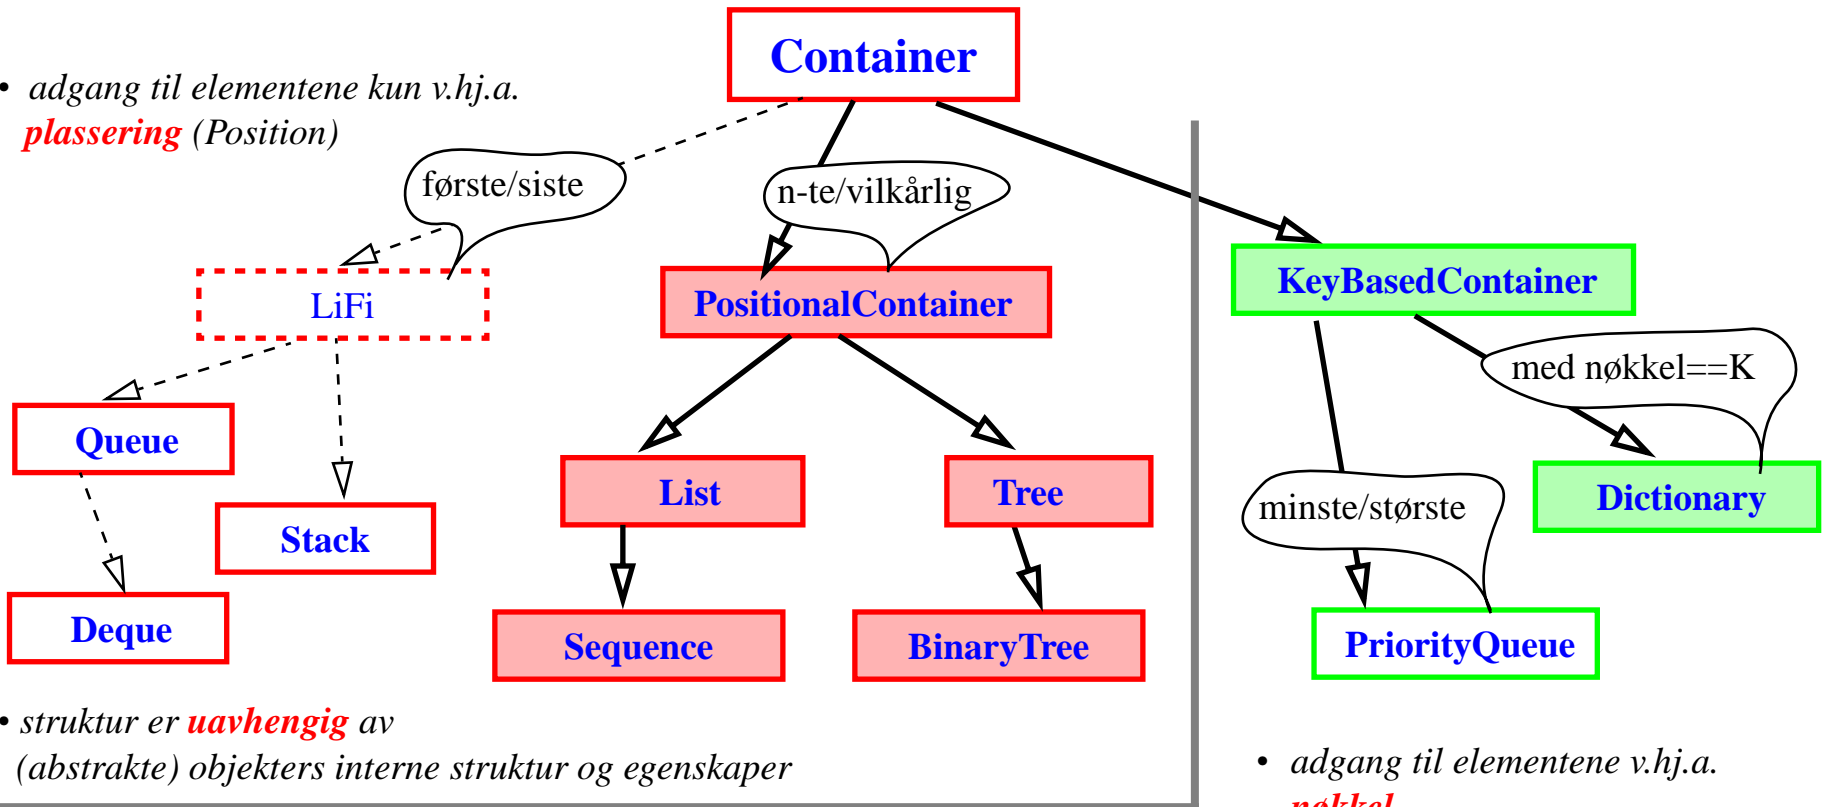 Container
• adgang til elementene kun v.hj.a.
plassering (Position)
første/siste
n-te/vilkårlig
LiFi
PositionalContainer
KeyBasedContainer
med nøkkel==K
Queue
List
Tree
Dictionary
minste/største
Stack
Deque
Sequence
BinaryTree
PriorityQueue
• struktur er uavhengig av
(abstrakte) objekters interne struktur og egenskaper
• adgang til elementene v.hj.a.
nøkkel